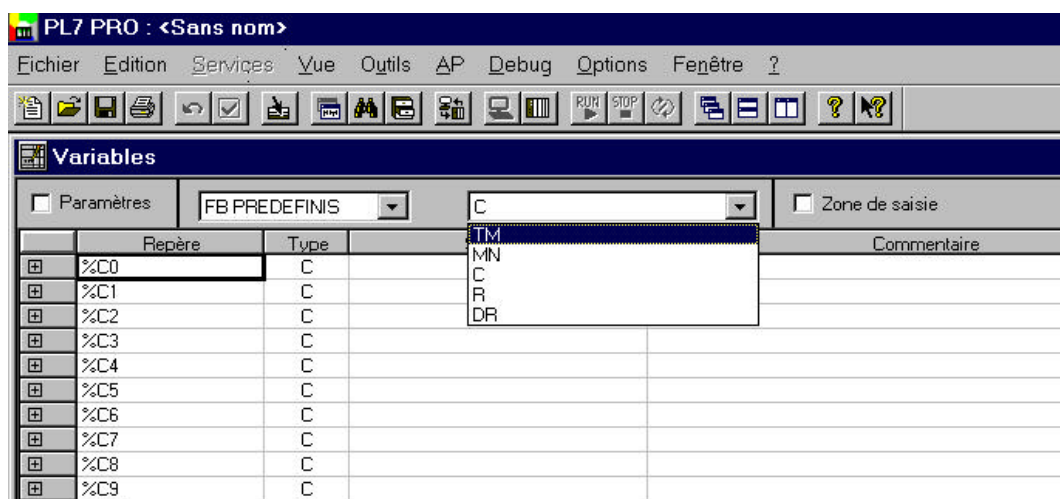 PL7 PRO : <Sans nom>
Fichier Edition Services Vue Outils AP Debug Options Fenêtre ?
RUN STOP
Variables
Paramètres FB PREDEFINIS C Zone de saisie
Repère Type Commentaire
TM
MN
C
R
DR
%C0 C
%C1 C
%C2 C
%C3 C
%C4 C
%C5 C
%C6 C
%C7 C
%C8 C
%C9 C